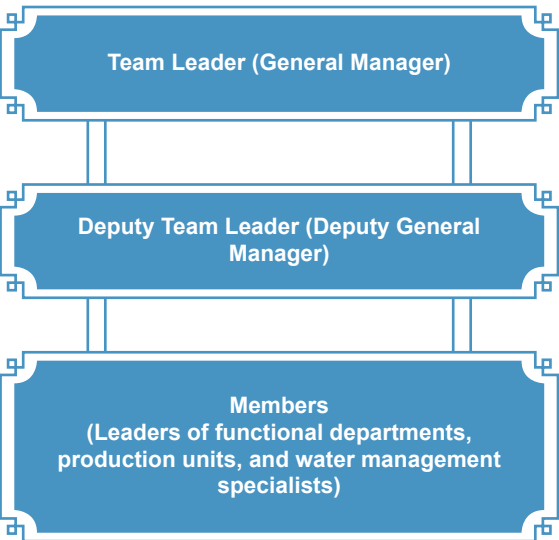 Team Leader (General Manager)
Deputy Team Leader (Deputy General
Manager)
Members
(Leaders of functional departments,
production units, and water management
specialists)